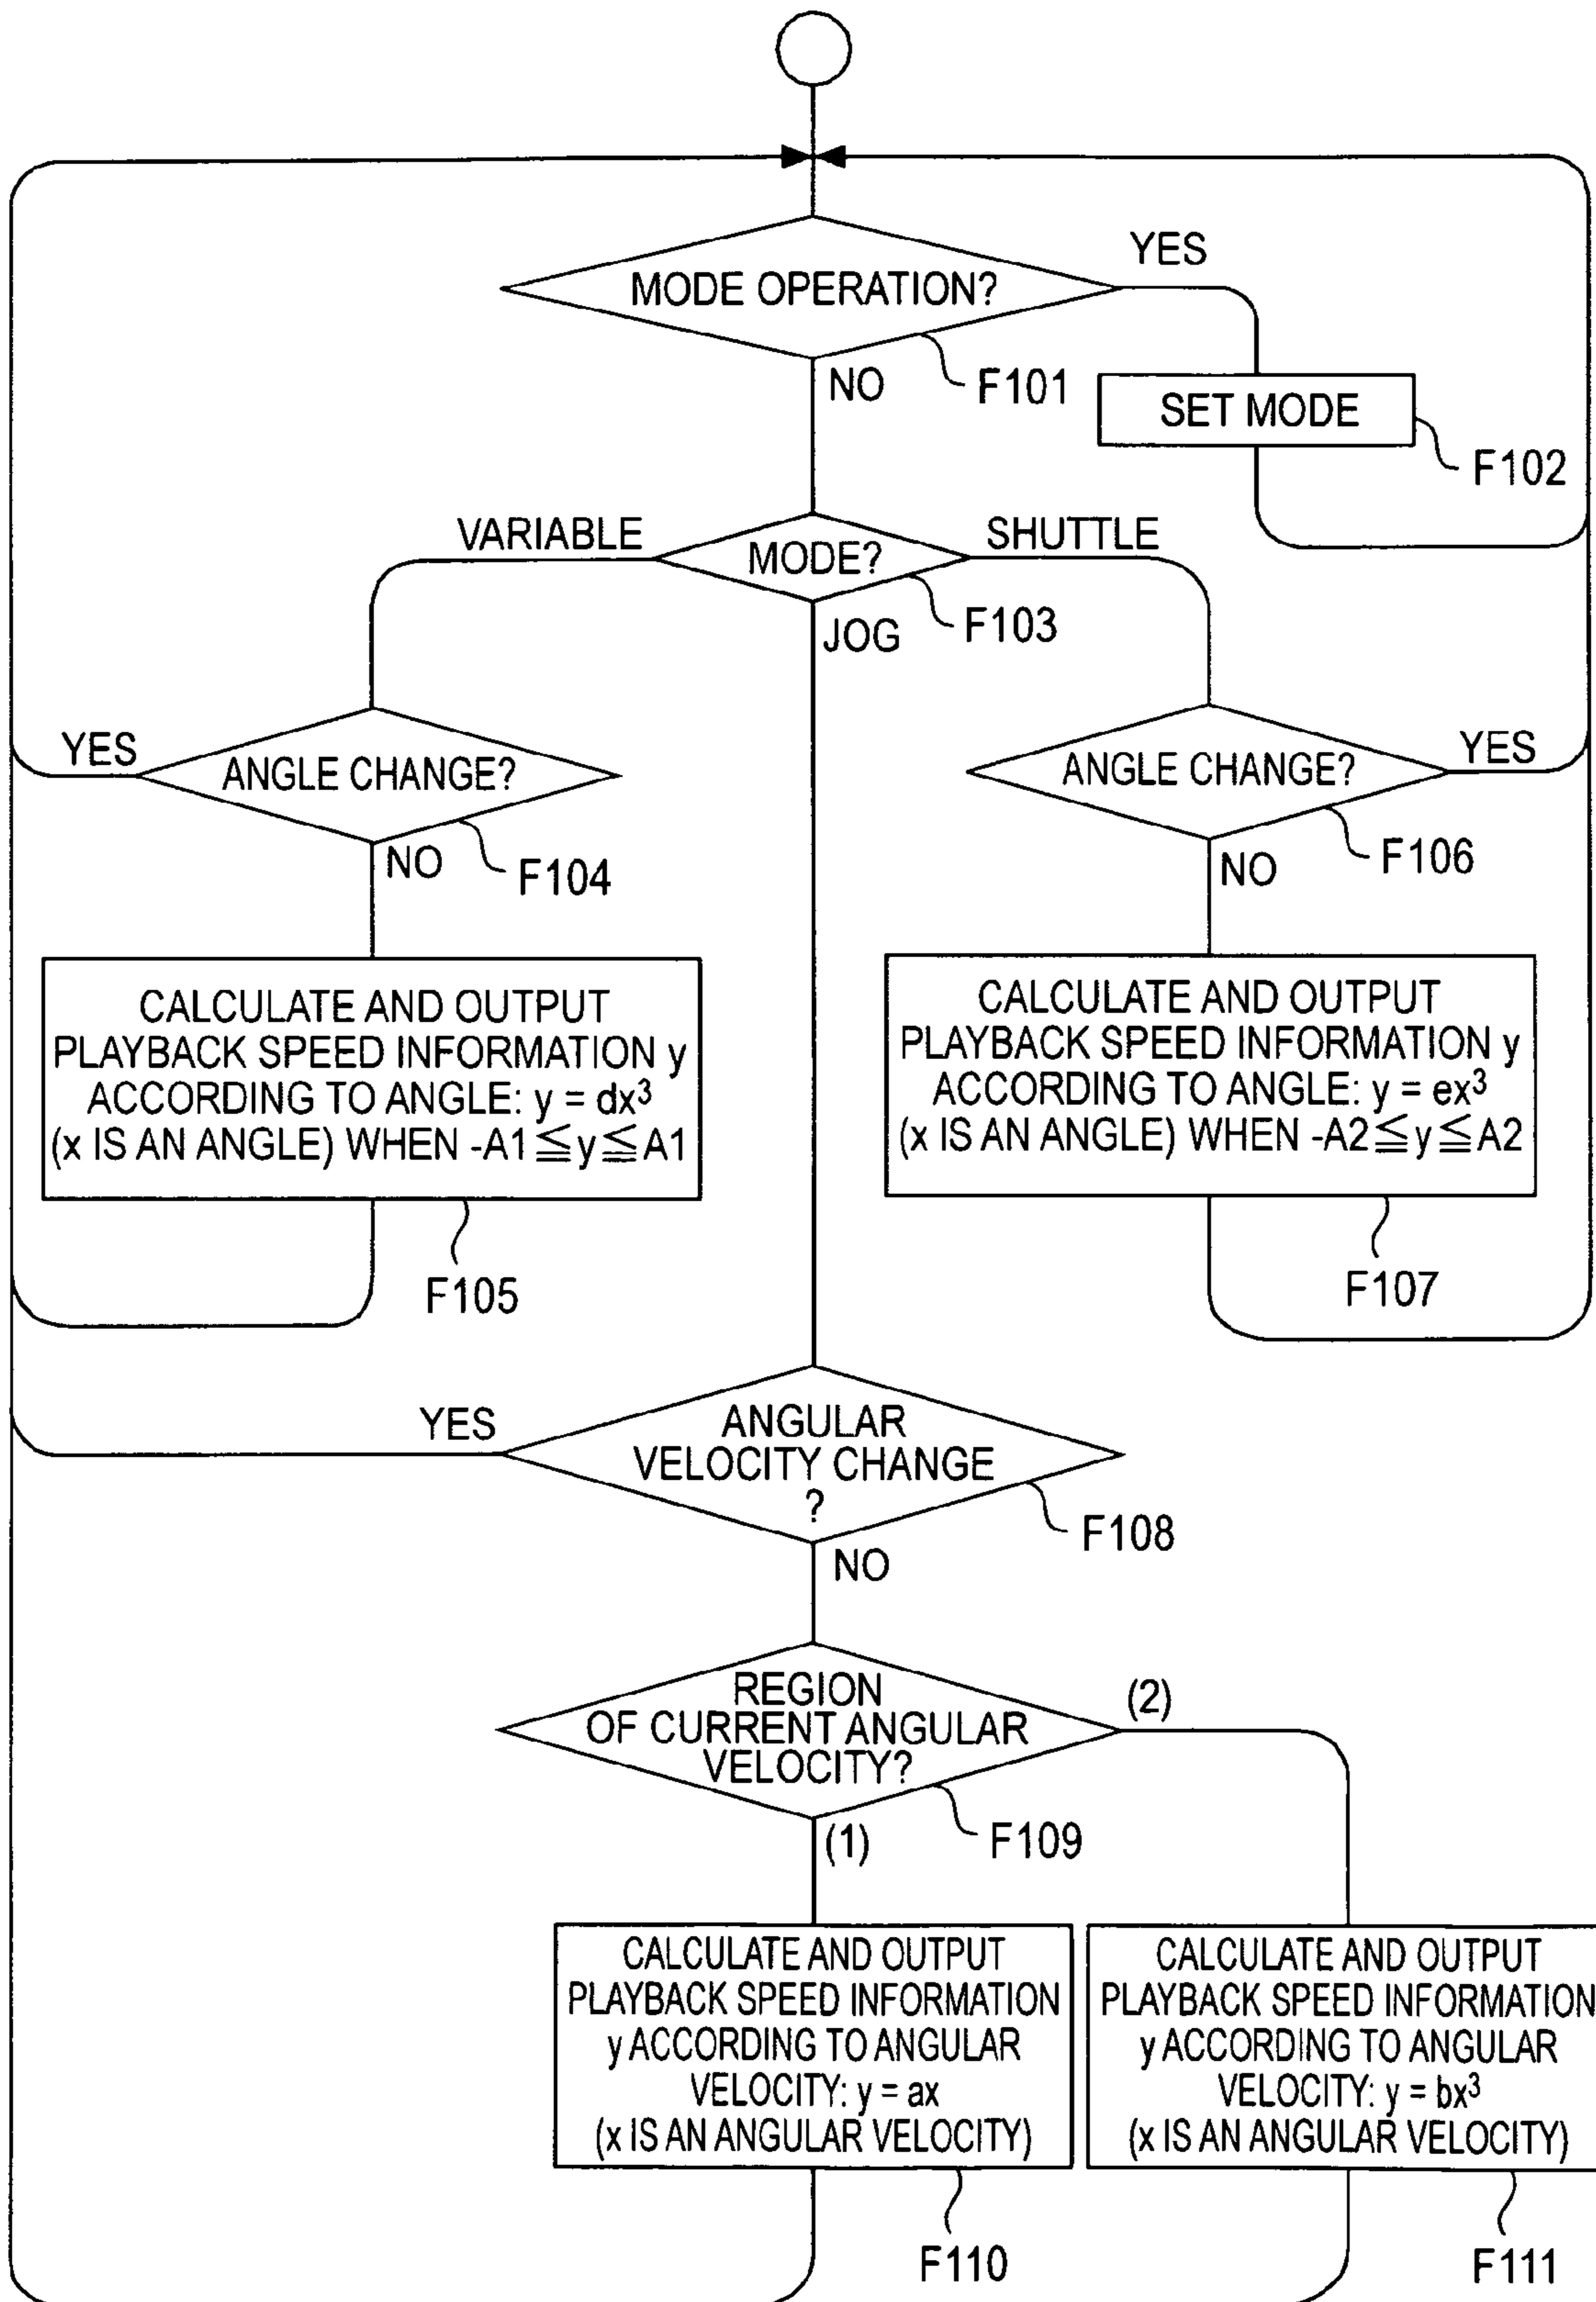 YES
MODE OPERATION?
NO
F101
SET MODE
F102
VARIABLE
MODE?
SHUTTLE
JOG
F103
YES
ANGLE CHANGE?
NO
F104
ANGLE CHANGE?
YES
NO
F106
CALCULATE AND OUTPUT
PLAYBACK SPEED INFORMATION y
ACCORDING TO ANGLE: y = dx³
(x IS AN ANGLE) WHEN -A1≦y≦A1
F105
CALCULATE AND OUTPUT
PLAYBACK SPEED INFORMATION y
ACCORDING TO ANGLE: y = ex³
(x IS AN ANGLE) WHEN -A2≦y≦A2
F107
YES
ANGULAR
VELOCITY CHANGE
?
F108
NO
REGION
OF CURRENT ANGULAR
VELOCITY?
(2)
(1)
F109
CALCULATE AND OUTPUT
PLAYBACK SPEED INFORMATION
y ACCORDING TO ANGULAR
VELOCITY: y = ax
(x IS AN ANGULAR VELOCITY)
F110
CALCULATE AND OUTPUT
PLAYBACK SPEED INFORMATION
y ACCORDING TO ANGULAR
VELOCITY: y = bx³
(x IS AN ANGULAR VELOCITY)
F111